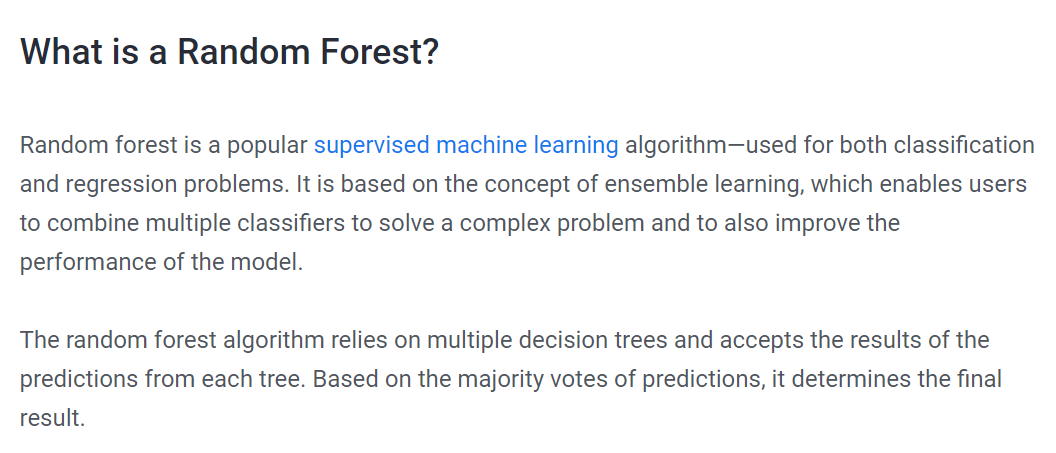 What is a Random Forest?
Random forest is a popular supervised machine learning algorithm—used for both classification
and regression problems. It is based on the concept of ensemble learning, which enables users
to combine multiple classifiers to solve a complex problem and to also improve the
performance of the model.
The random forest algorithm relies on multiple decision trees and accepts the results of the
predictions from each tree. Based on the majority votes of predictions, it determines the final
result.